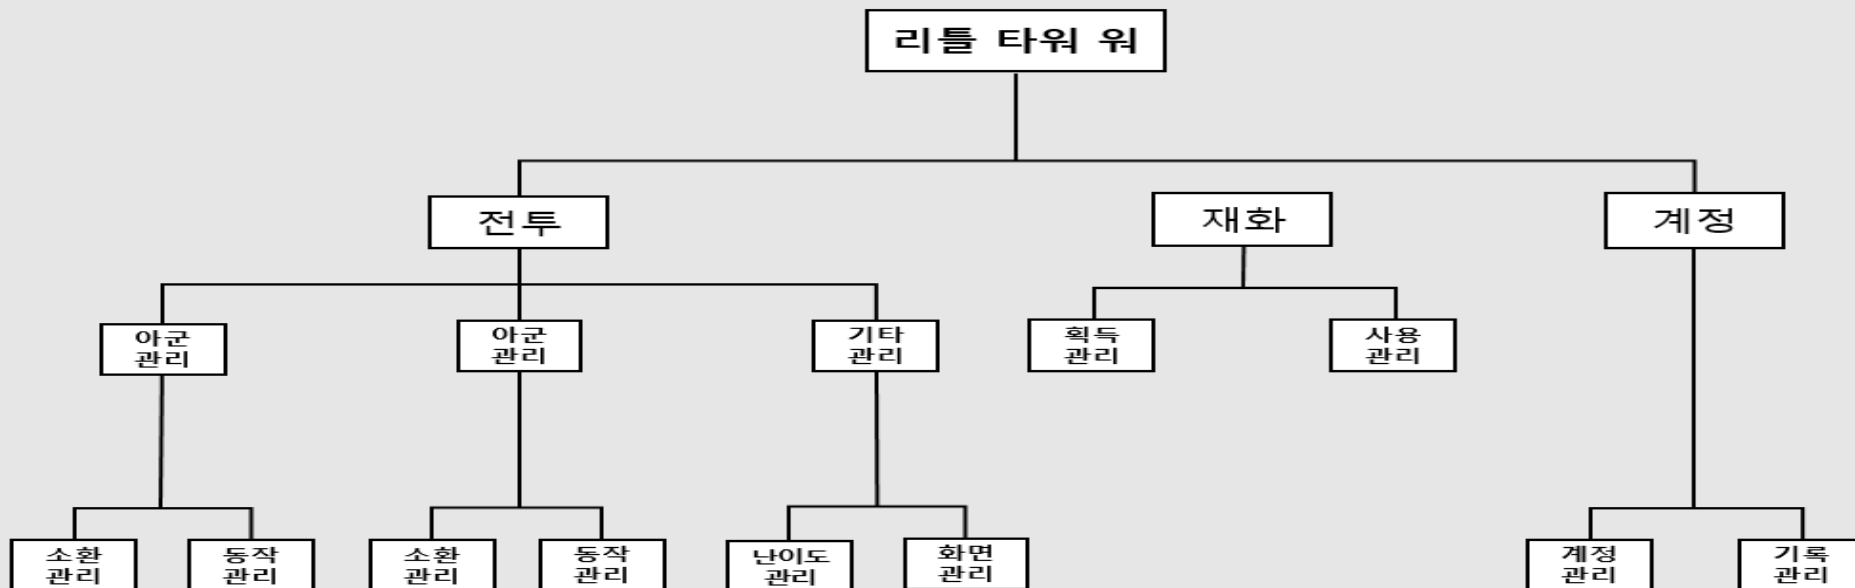 리틀 타워 워
전투
재화
계정
아군
관리
아군
관리
기타
관리
획득
관리
사용
관리
소환
관리
동작
관리
소환
관리
동작
관리
난이도
관리
화면
관리
계정
관리
기록
관리